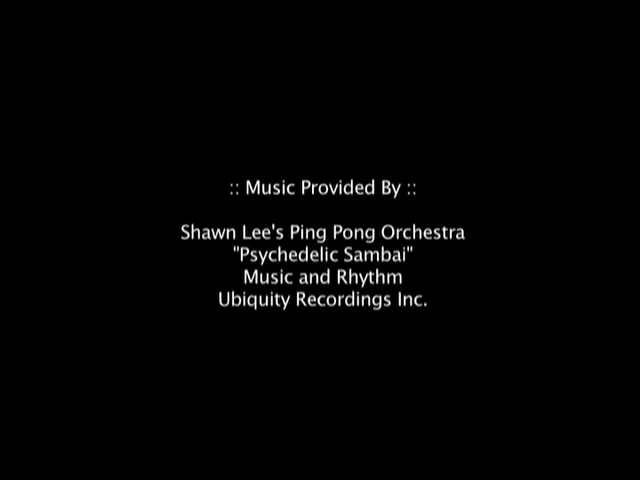 :: Music Provided By ::
Shawn Lee's Ping Pong Orchestra
"Psychedelic Sambai"
Music and Rhythm
Ubiquity Recordings Inc.